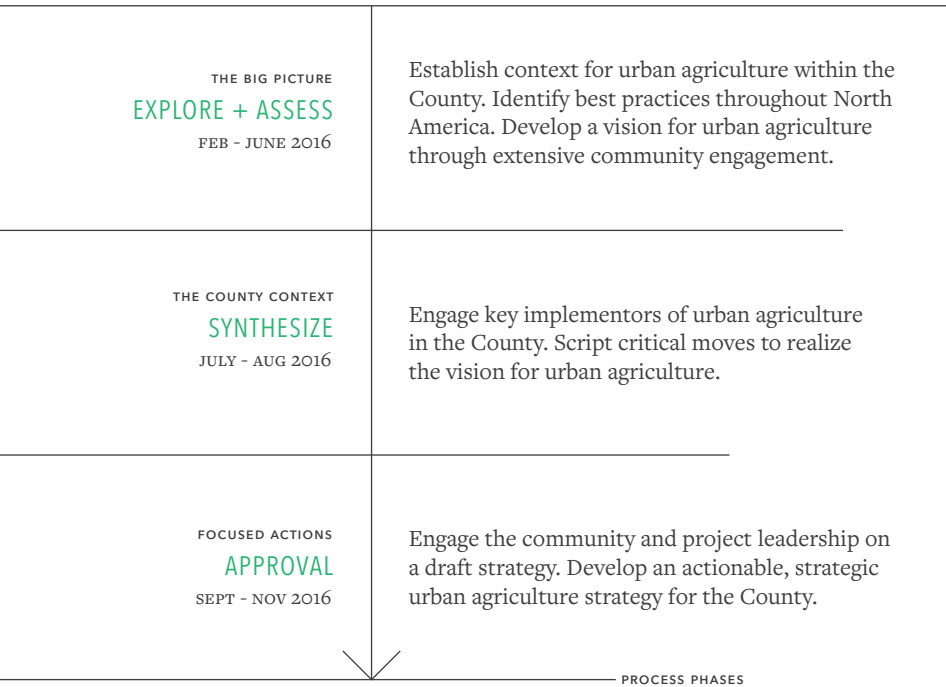 THE BIG PICTURE
EXPLORE + ASSESS
FEB - JUNE 2016
Establish context for urban agriculture within the
County. Identify best practices throughout North
America. Develop a vision for urban agriculture
through extensive community engagement.
THE COUNTY CONTEXT
SYNTHESIZE
JULY - AUG 2016
Engage key implementors of urban agriculture
in the County. Script critical moves to realize
the vision for urban agriculture.
FOCUSED ACTIONS
APPROVAL
SEPT - NOV 2016
Engage the community and project leadership on
a draft strategy. Develop an actionable, strategic
urban agriculture strategy for the County.
PROCESS PHASES